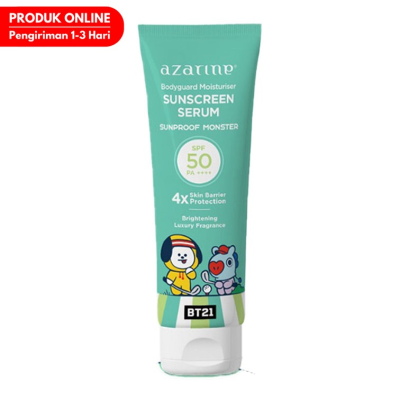 PRODUK ONLINE
Pengiriman 1-3 Hari
azarine
Bodyguard Moisturiser
SUNSCREEN
SERUM
SUNPROOF MONSTER
SPF
50
PA ++++
4x Skin Barrier
Protection
Brightening
Luxury Fragrance
BT21